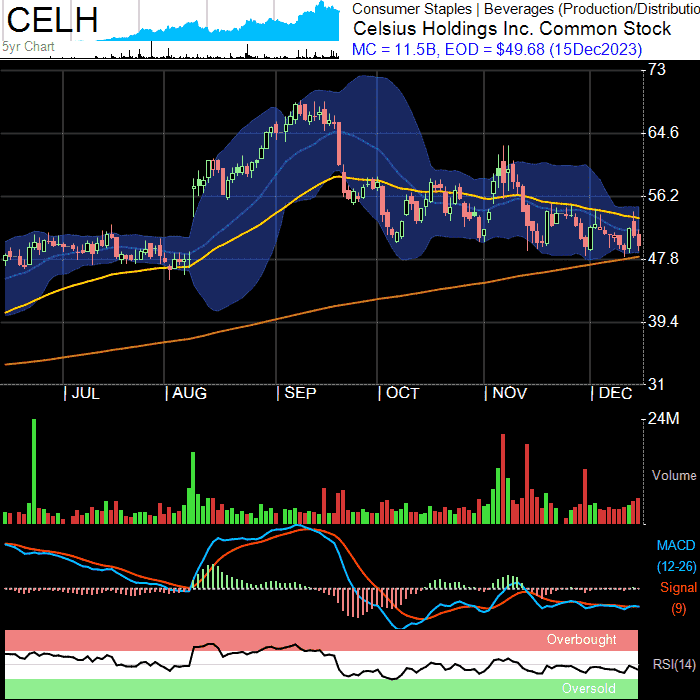 CELH
5yr Chart
Consumer Staples | Beverages (Production/Distributio
Celsius Holdings Inc. Common Stock
MC = 11.5B, EOD = $49.68 (15Dec2023)
73
64.6
56.2
47.8
39.4
31
| JUL | AUG | SEP | OCT | NOV | DEC
24M
Volume
MACD
(12-26)
Signal
(9)
Overbought
RSI(14)
Oversold